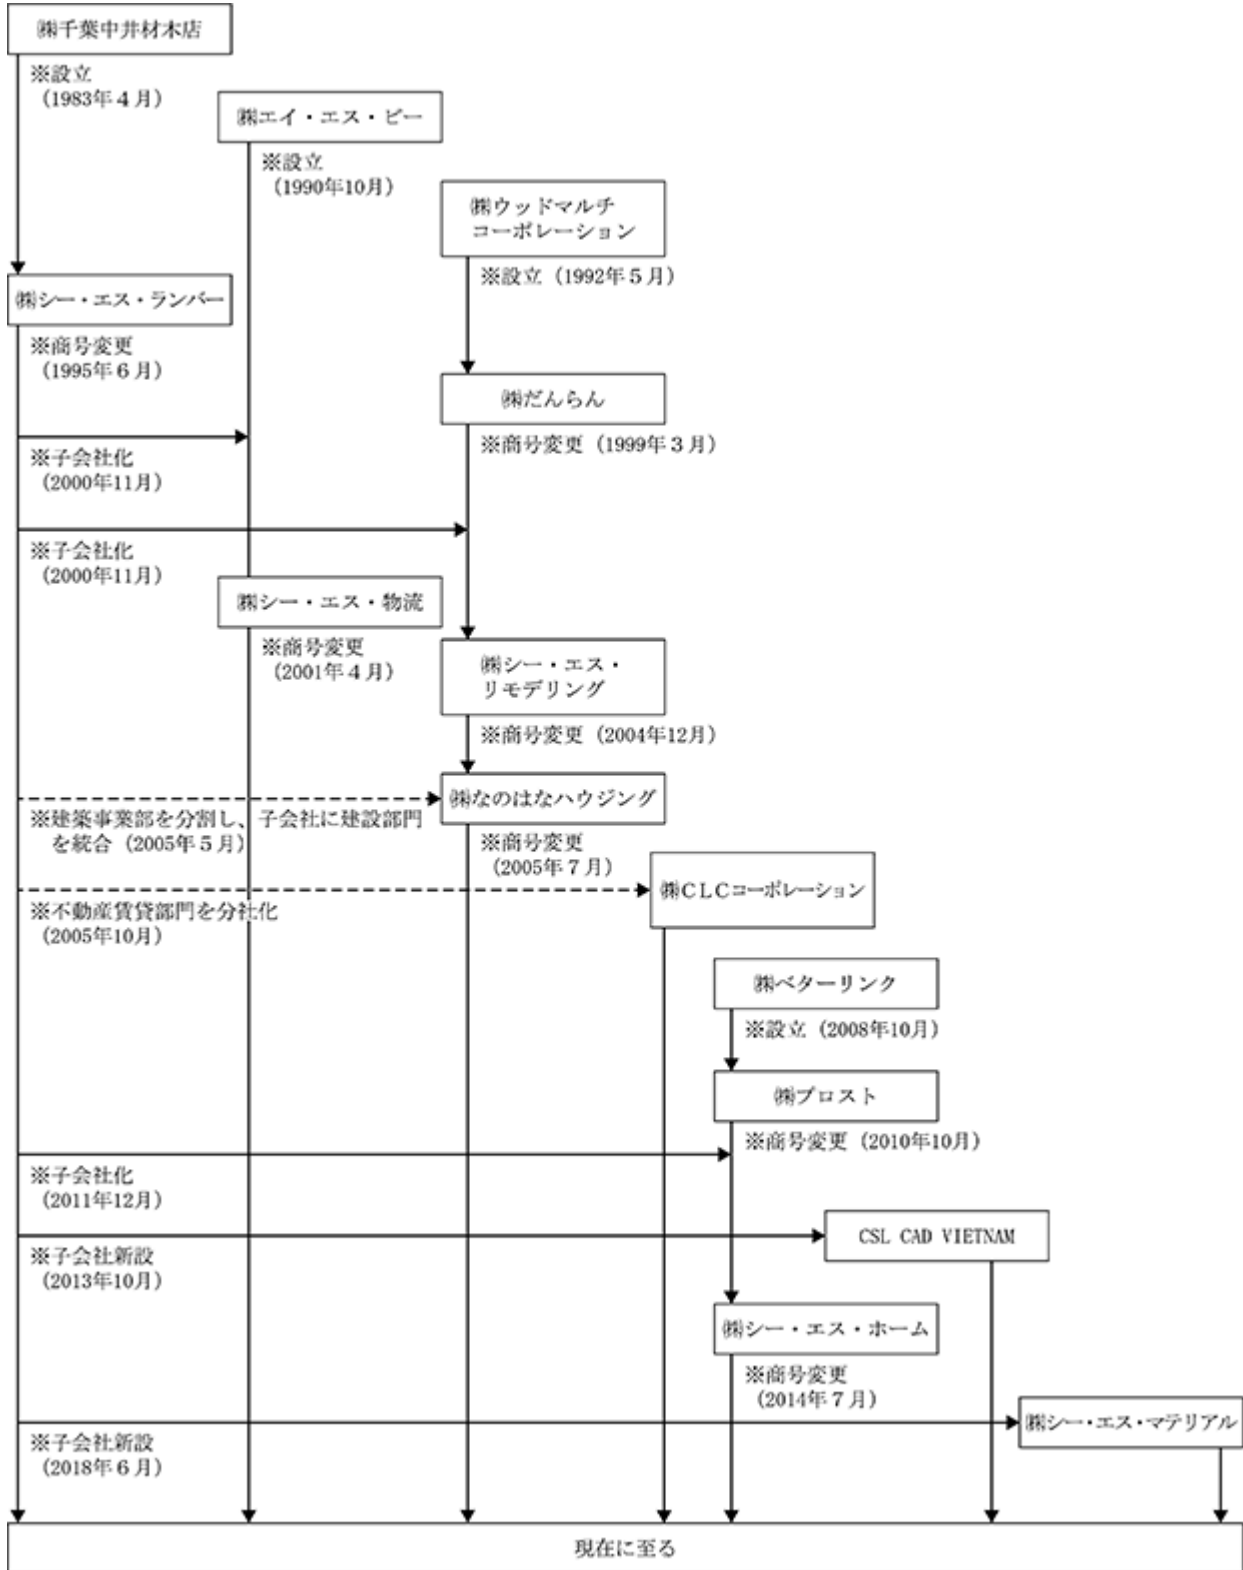 ㈱千葉中井材木店
※設立
（1983年４月）
㈱エイ・エス・ピー
※設立
（1990年10月）
㈱ウッドマルチ
コーポレーション
※設立（1992年５月）
㈱シー・エス・ランバー
※商号変更
（1995年６月）
㈱だんらん
※商号変更（1999年３月）
※子会社化
（2000年11月）
※子会社化
（2000年11月）
㈱シー・エス・物流
※商号変更
（2001年４月）
㈱シー・エス・
リモデリング
※商号変更（2004年12月）
㈱なのはなハウジング
※建築事業部を分割し、子会社に建設部門
を統合（2005年５月）
※商号変更
（2005年７月）
㈱ＣＬＣコーポレーション
※不動産賃貸部門を分社化
（2005年10月）
㈱ベターリンク
※設立（2008年10月）
㈱プロスト
※商号変更（2010年10月）
※子会社化
（2011年12月）
CSL CAD VIETNAM
※子会社新設
（2013年10月）
㈱シー・エス・ホーム
※商号変更
（2014年７月）
㈱シー・エス・マテリアル
※子会社新設
（2018年６月）
現在に至る